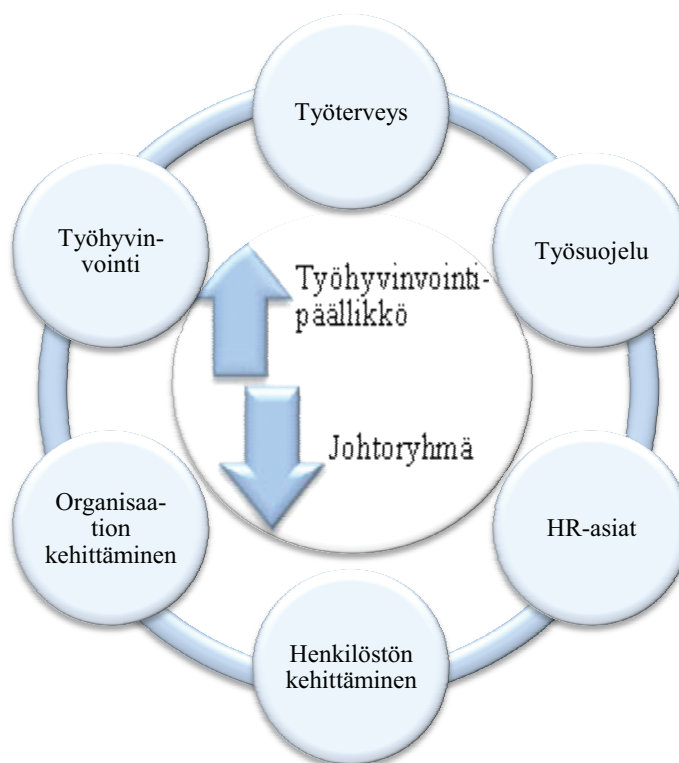 Työterveys
Työhyvin-
vointi
Työsuojelu
Työhyvinvointi-
päällikkö
Johtoryhmä
Organisaa-
tion
kehittäminen
HR-asiat
Henkilöstön
kehittäminen